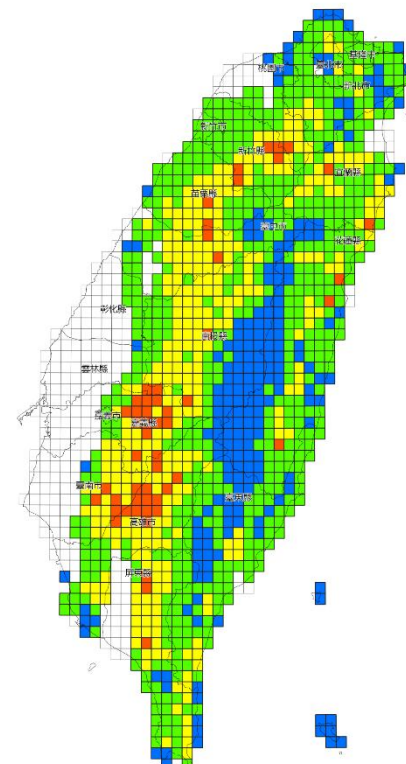 基隆市
臺北市
桃園市
新北市
新竹市
新竹縣
宜蘭縣
苗栗縣
臺中市
花蓮縣
彰化縣
南投縣
雲林縣
嘉義市
嘉義縣
臺南市
臺東縣
高雄市
屏東縣